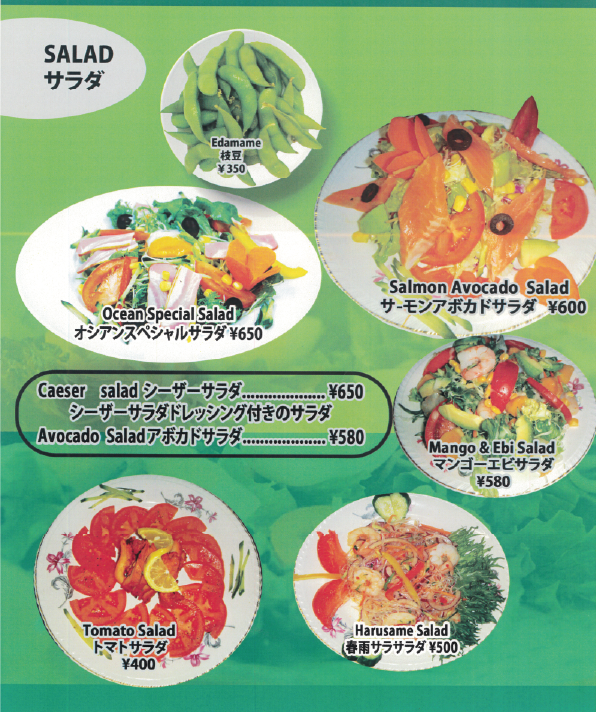 SALAD
サラダ
Edamame
枝豆
¥350
Salmon Avocado Salad
サ-モンアボカドサラダ ¥600
Ocean Special Salad
オシアンスペシャルサラダ ¥650
Caeser salad シーザーサラダ................... ¥650
シーザーサラダドレッシング付きのサラダ
Avocado Saladアボカドサラダ................... ¥580
Mango & Ebi Salad
マンゴーエビサラダ
¥580
Tomato Salad
トマトサラダ
¥400
Harusame Salad
春雨サラサラダ ¥500